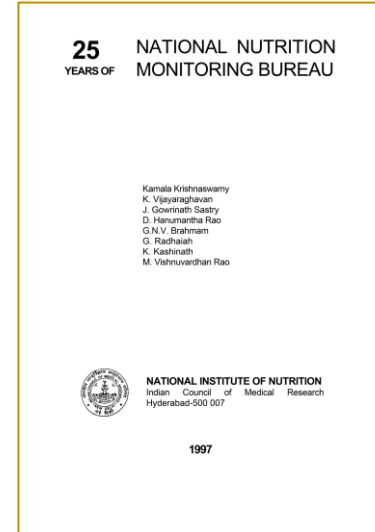 25 NATIONAL NUTRITION
YEARS OF MONITORING BUREAU
Kamala Krishnaswamy
K. Vijayaraghavan
J. Gowrinath Sastry
D. Hanumantha Rao
G.N.V. Brahmam
G. Radhaiah
K. Kashinath
M. Vishnuvardhan Rao
NATIONAL INSTITUTE OF NUTRITION
Indian Council of Medical Research
Hyderabad-500 007
1997